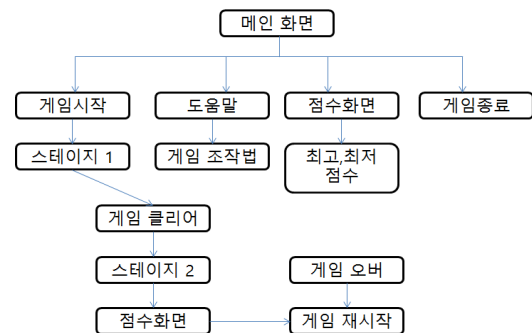 메인 화면
게임시작
도움말
점수화면
게임종료
스테이지 1
게임 조작법
최고,최저
점수
게임 클리어
스테이지 2
게임 오버
점수화면
게임 재시작